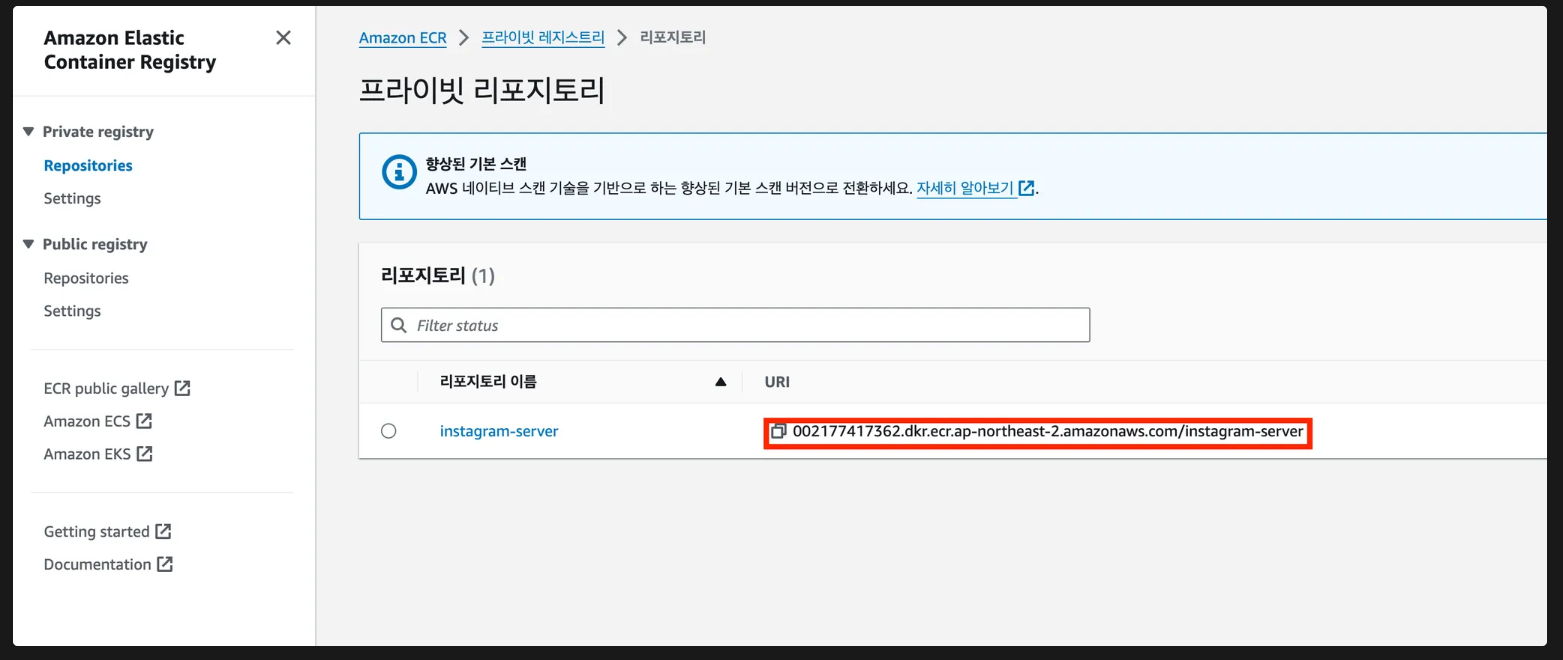 Amazon Elastic
Container Registry
Private registry
Repositories
Settings
Public registry
Repositories
Settings
ECR public gallery
Amazon ECS
Amazon EKS
Getting started
Documentation
Amazon ECR > 프라이빗 레지스트리 > 리포지토리
프라이빗 리포지토리
향상된 기본 스캔
AWS 네이티브 스캔 기술을 기반으로 하는 향상된 기본 스캔 버전으로 전환하세요. 자세히 알아보기.
리포지토리 (1)
Filter status
리포지토리 이름 URI
instagram-server 002177417362.dkr.ecr.ap-northeast-2.amazonaws.com/instagram-server